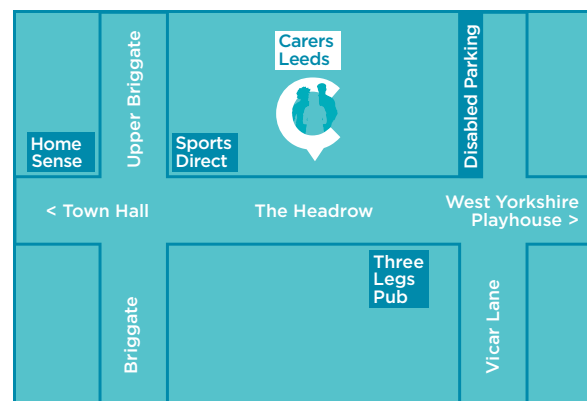 Carers
Leeds
Upper Briggate
Disabled Parking
Home
Sense
Sports
Direct
< Town Hall
The Headrow
West Yorkshire
Playhouse >
Three
Legs
Pub
Briggate
Vicar Lane